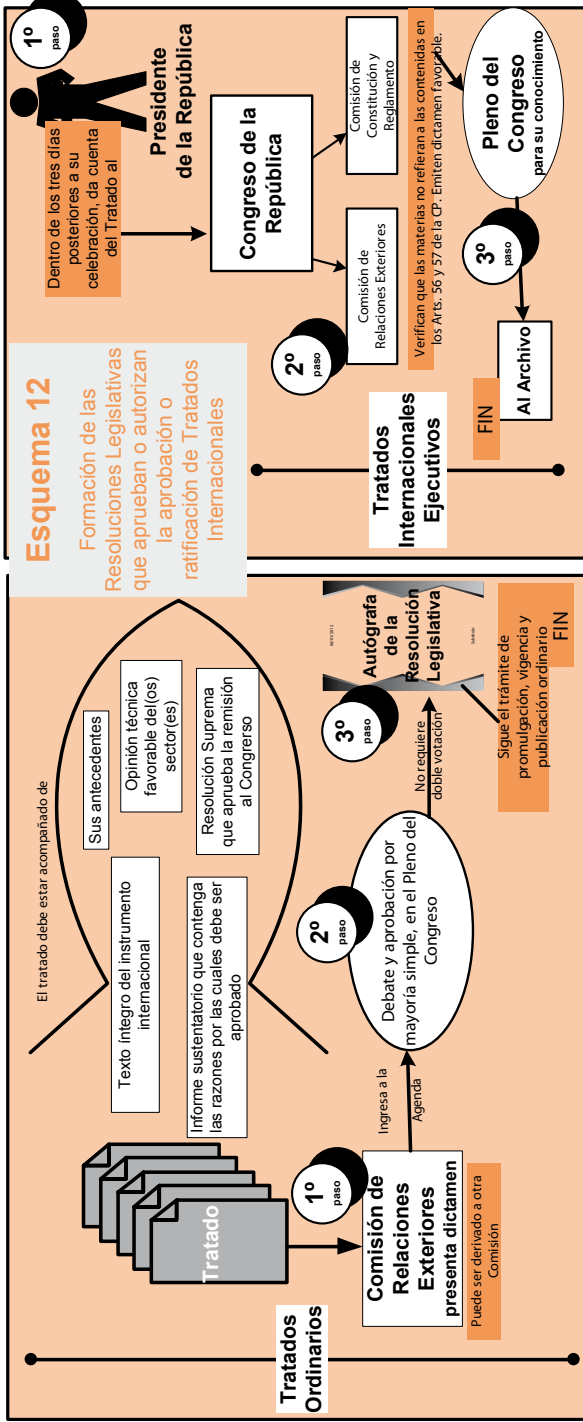 Esquema 12
Formación de las
Resoluciones Legislativas
que aprueban o autorizan
la aprobación o
ratificación de Tratados
Internacionales
Tratados
Ordinarios
Tratado
El tratado debe estar acompañado de
Texto íntegro del instrumento
internacional
Informe sustentatorio que contenga
las razones por las cuales debe ser
aprobado
Sus antecedentes
Opinión técnica
favorable del(os)
sector(es)
Resolución Suprema
que aprueba la remisión
al Congrerso
1º
paso
Comisión de
Relaciones
Exteriores
presenta dictamen
Puede ser derivado a otra
Comisión
Ingresa a la
Agenda
2º
paso
Debate y aprobación por
mayoría simple, en el Pleno del
Congreso
No requiere
doble votación
3º
paso
Autógrafa
de la
Resolución
Legislativa
Sigue el trámite de
promulgación, vigencia y
publicación ordinario
FIN
Tratados
Internacionales
Ejecutivos
1º
paso
Presidente
de la República
Dentro de los tres días
posteriores a su
celebración, da cuenta
del Tratado al
Congreso de la
República
2º
paso
Comisión de
Relaciones Exteriores
Comisión de
Constitución y
Reglamento
Verifican que las materias no refieran a las contenidas en
los Arts. 56 y 57 de la CP. Emiten dictamen favorable.
Pleno del
Congreso
para su conocimiento
3º
paso
Al Archivo
FIN